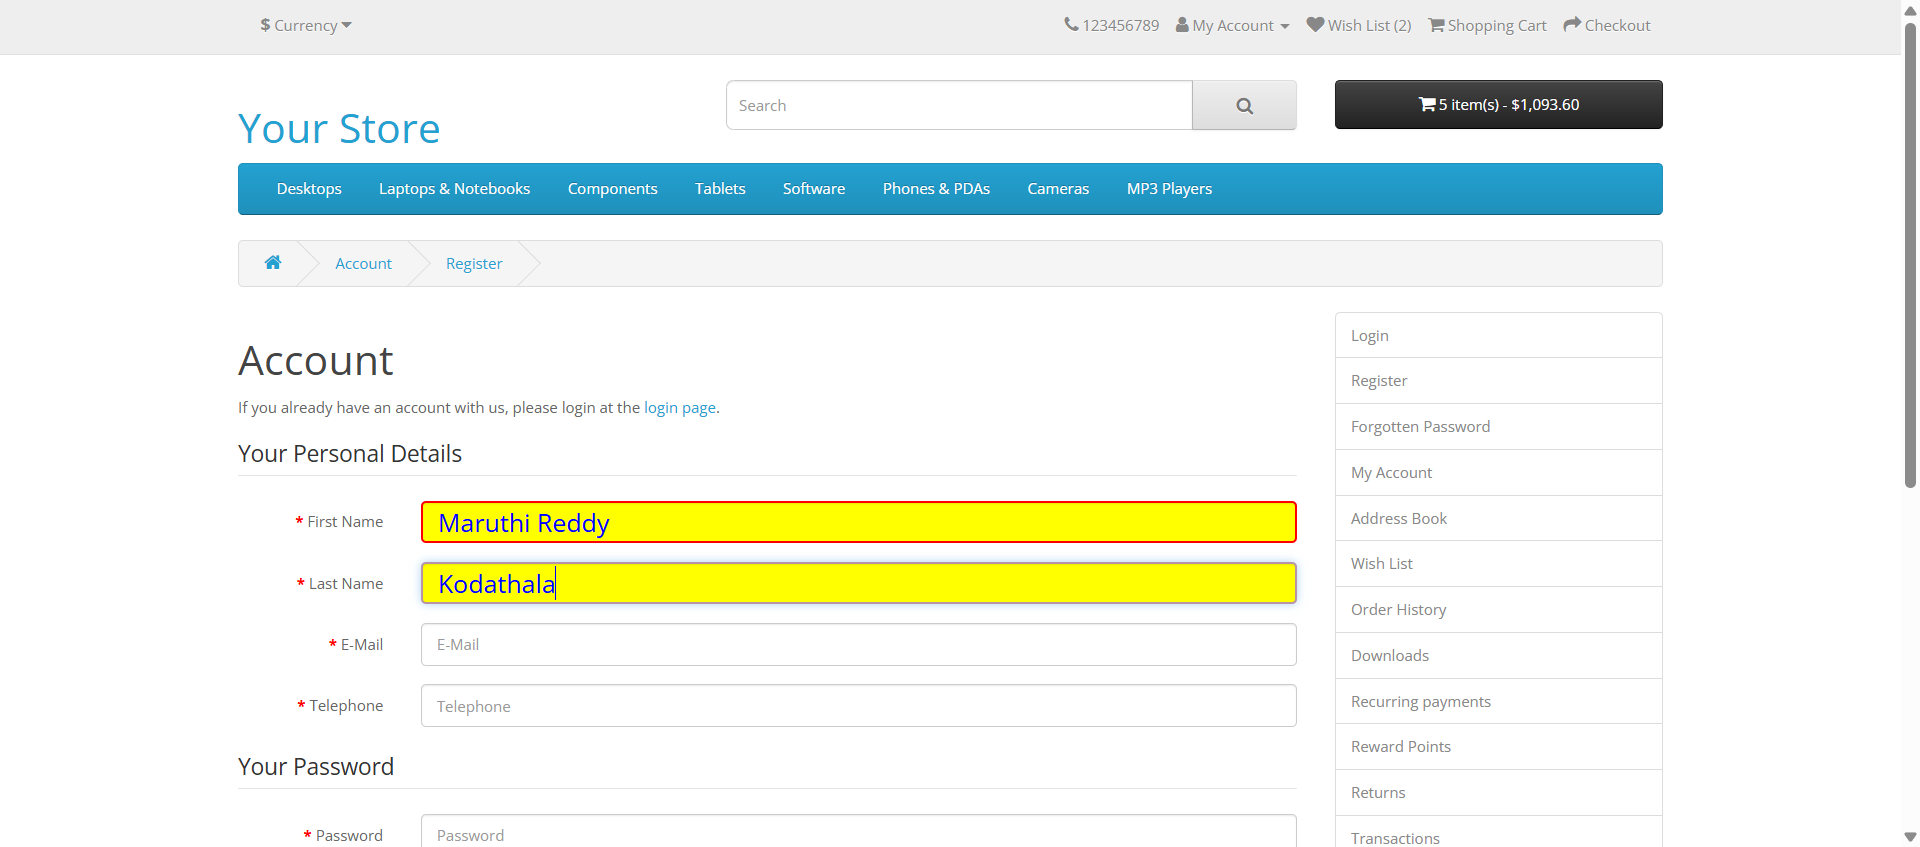 $ Currency
123456789 My Account Wish List (2) Shopping Cart Checkout
Your Store
Search
5 item(s) - $1,093.60
Desktops Laptops & Notebooks Components Tablets Software Phones & PDAs Cameras MP3 Players
Account Register
Account
If you already have an account with us, please login at the login page.
Your Personal Details
* First Name Maruthi Reddy
* Last Name Kodathala
* E-Mail E-Mail
* Telephone Telephone
Your Password
* Password Password
Login
Register
Forgotten Password
My Account
Address Book
Wish List
Order History
Downloads
Recurring payments
Reward Points
Returns
Transactions